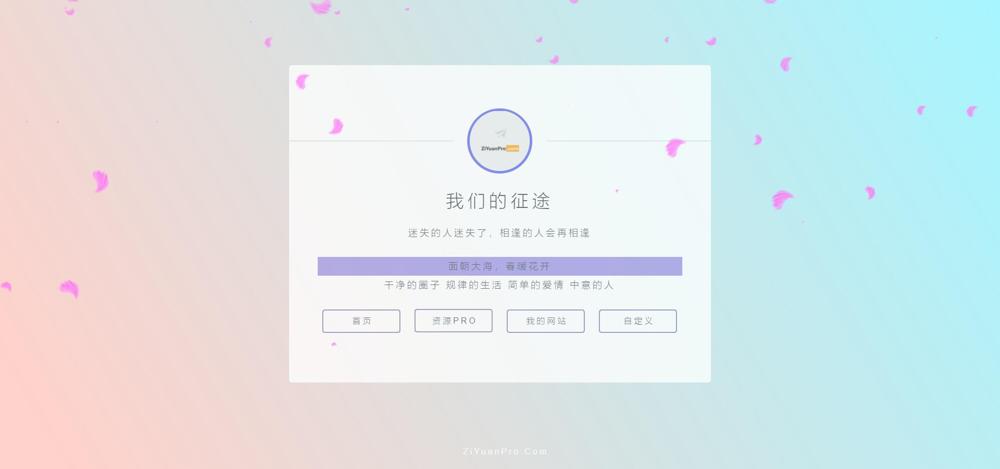 ZiYuanPro.com
我们的征途
迷失的人迷失了，相逢的人会再相逢
面朝大海，春暖花开
干净的圈子 规律的生活 简单的爱情 中意的人
首页
资源PRO
我的网站
自定义
ZiYuanPro.Com